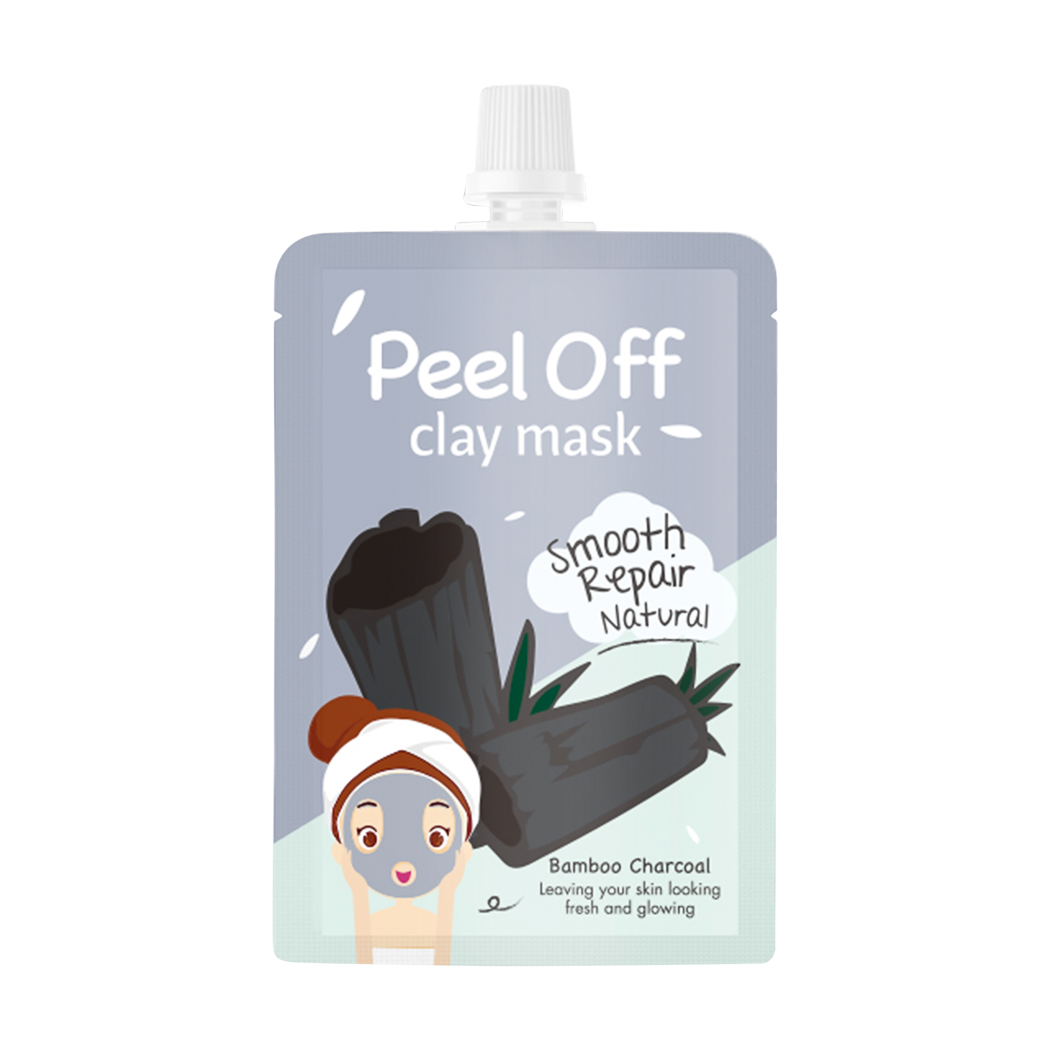 Peel Off
clay mask
Smooth
Repair
Natural
Bamboo Charcoal
Leaving your skin looking
fresh and glowing